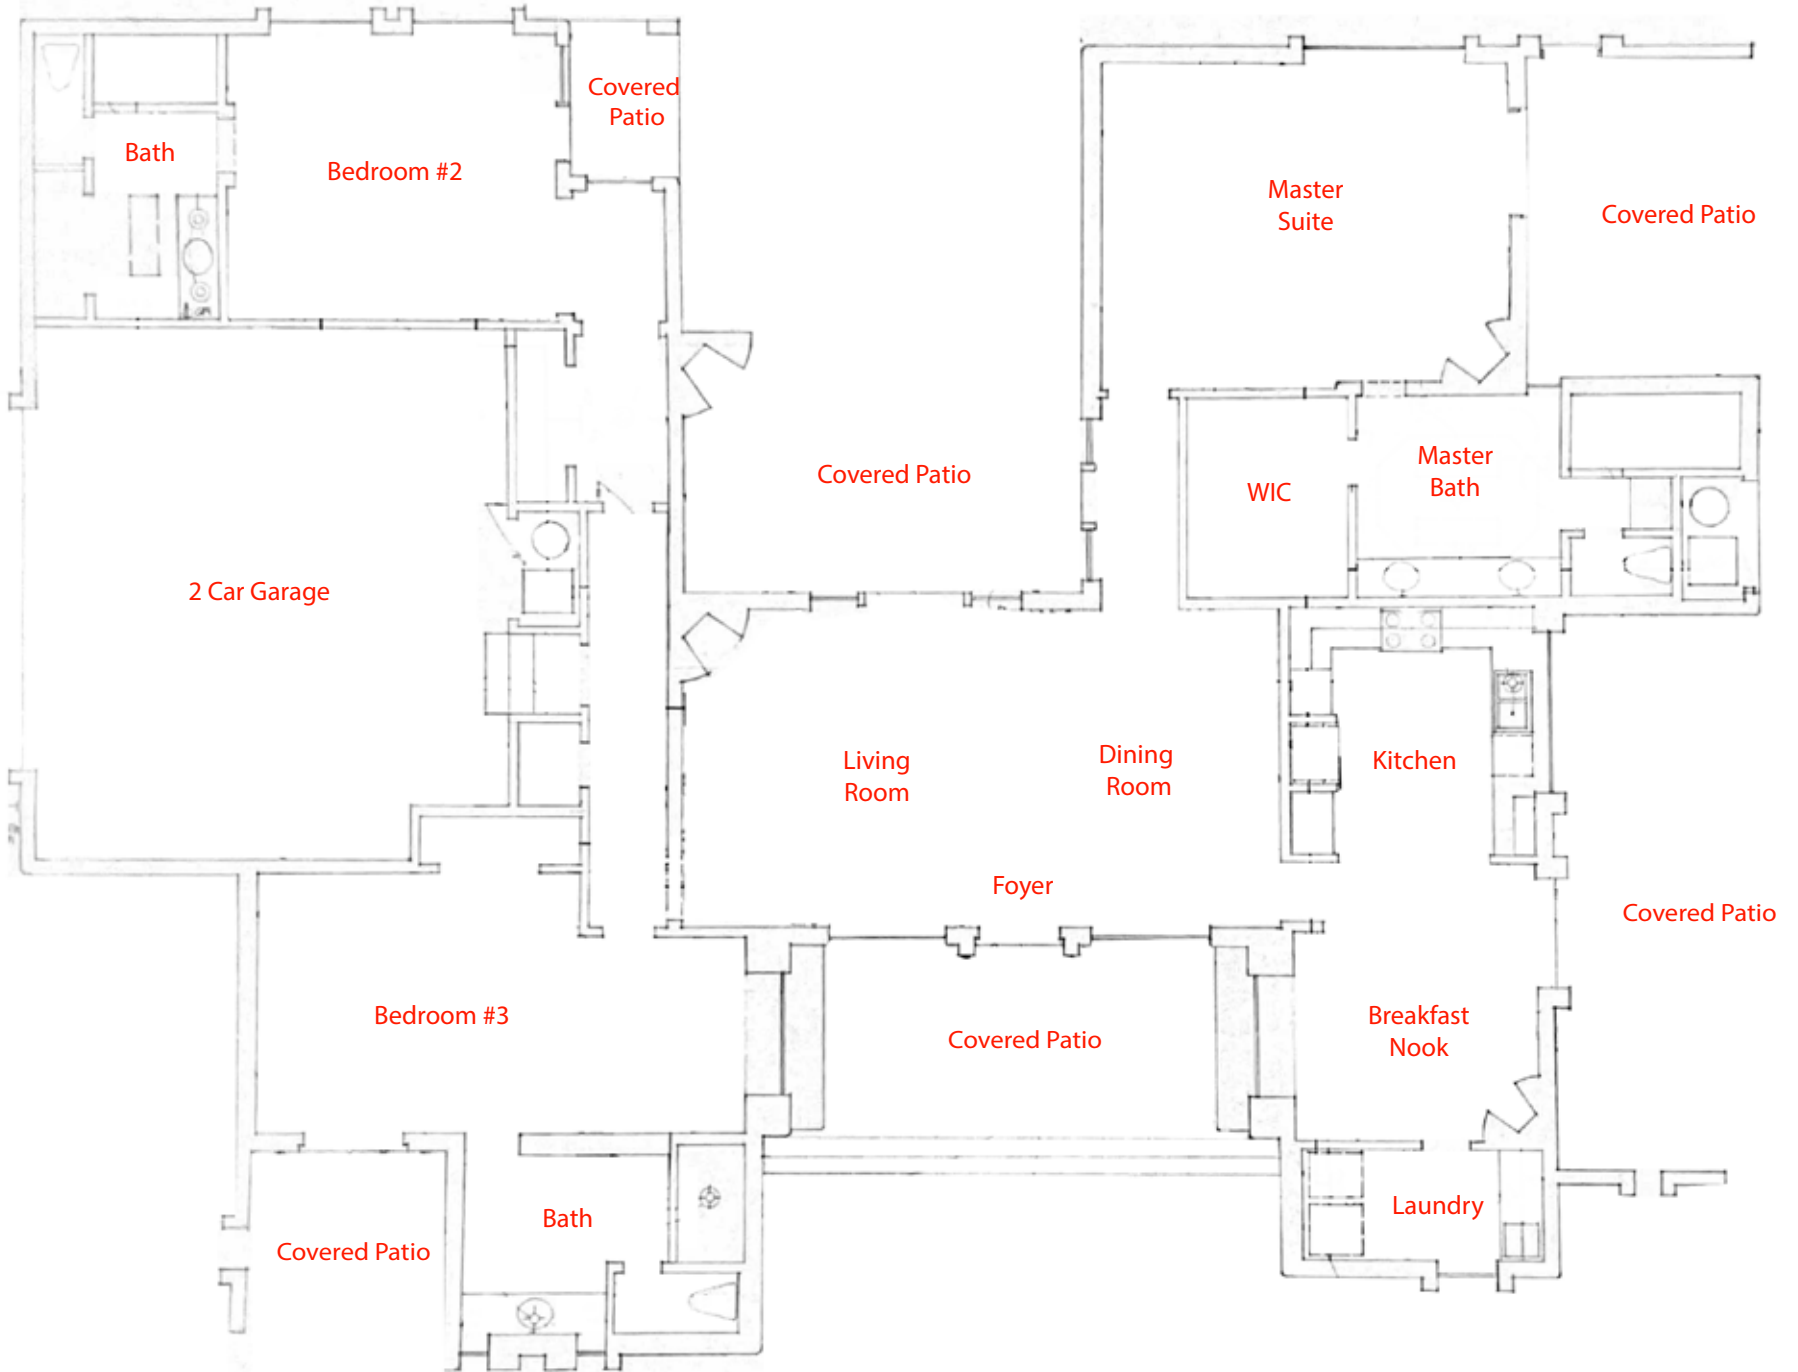 Covered
Patio
Bath
Bedroom #2
Master
Suite
Covered Patio
Covered Patio
Master
Bath
WIC
2 Car Garage
Living
Room
Dining
Room
Kitchen
Foyer
Covered Patio
Bedroom #3
Covered Patio
Breakfast
Nook
Bath
Laundry
Covered Patio